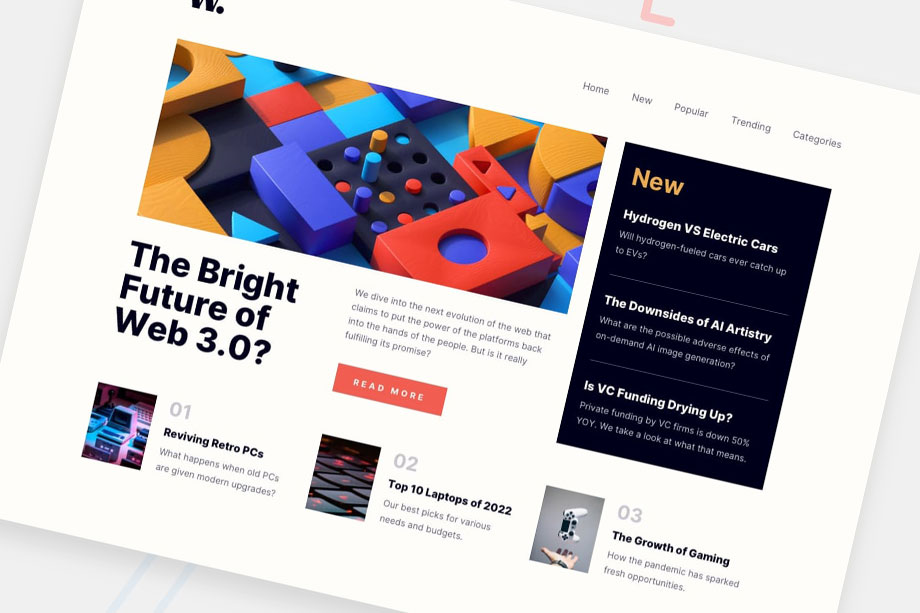 W.
Home
New
Popular
Trending
Categories
New
Hydrogen VS Electric Cars
Will hydrogen-fueled cars ever catch up
to EVs?
The Downsides of AI Artistry
What are the possible adverse effects of
on-demand AI image generation?
Is VC Funding Drying Up?
Private funding by VC firms is down 50%
YOY. We take a look at what that means.
The Bright
Future of
Web 3.0?
We dive into the next evolution of the web that
claims to put the power of the platforms back
into the hands of the people. But is it really
fulfilling its promise?
READ MORE
01
Reviving Retro PCs
What happens when old PCs
are given modern upgrades?
02
Top 10 Laptops of 2022
Our best picks for various
needs and budgets.
03
The Growth of Gaming
How the pandemic has sparked
fresh opportunities.